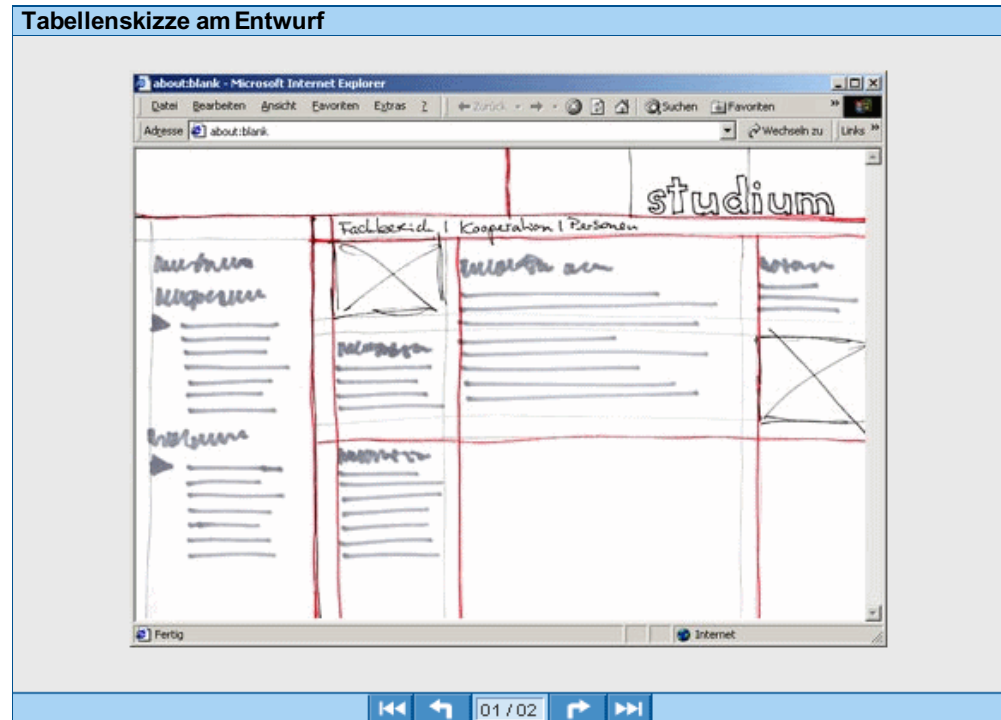 Tabellenskizze am Entwurf
about:blank - Microsoft Internet Explorer
Datei Bearbeiten Ansicht Favoriten Extras ? Zurück Suchen Favoriten »
Adresse about:blank Wechseln zu Links »
studium
Fachbereich | Kooperation | Personen
Fertig Internet
01 / 02